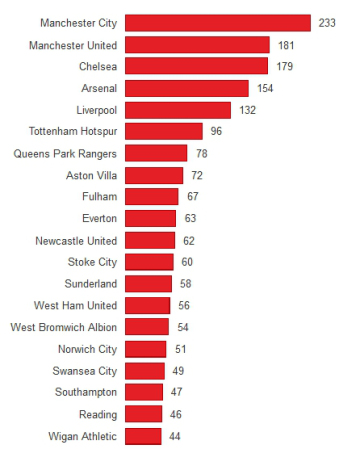 Manchester City 233
Manchester United 181
Chelsea 179
Arsenal 154
Liverpool 132
Tottenham Hotspur 96
Queens Park Rangers 78
Aston Villa 72
Fulham 67
Everton 63
Newcastle United 62
Stoke City 60
Sunderland 58
West Ham United 56
West Bromwich Albion 54
Norwich City 51
Swansea City 49
Southampton 47
Reading 46
Wigan Athletic 44